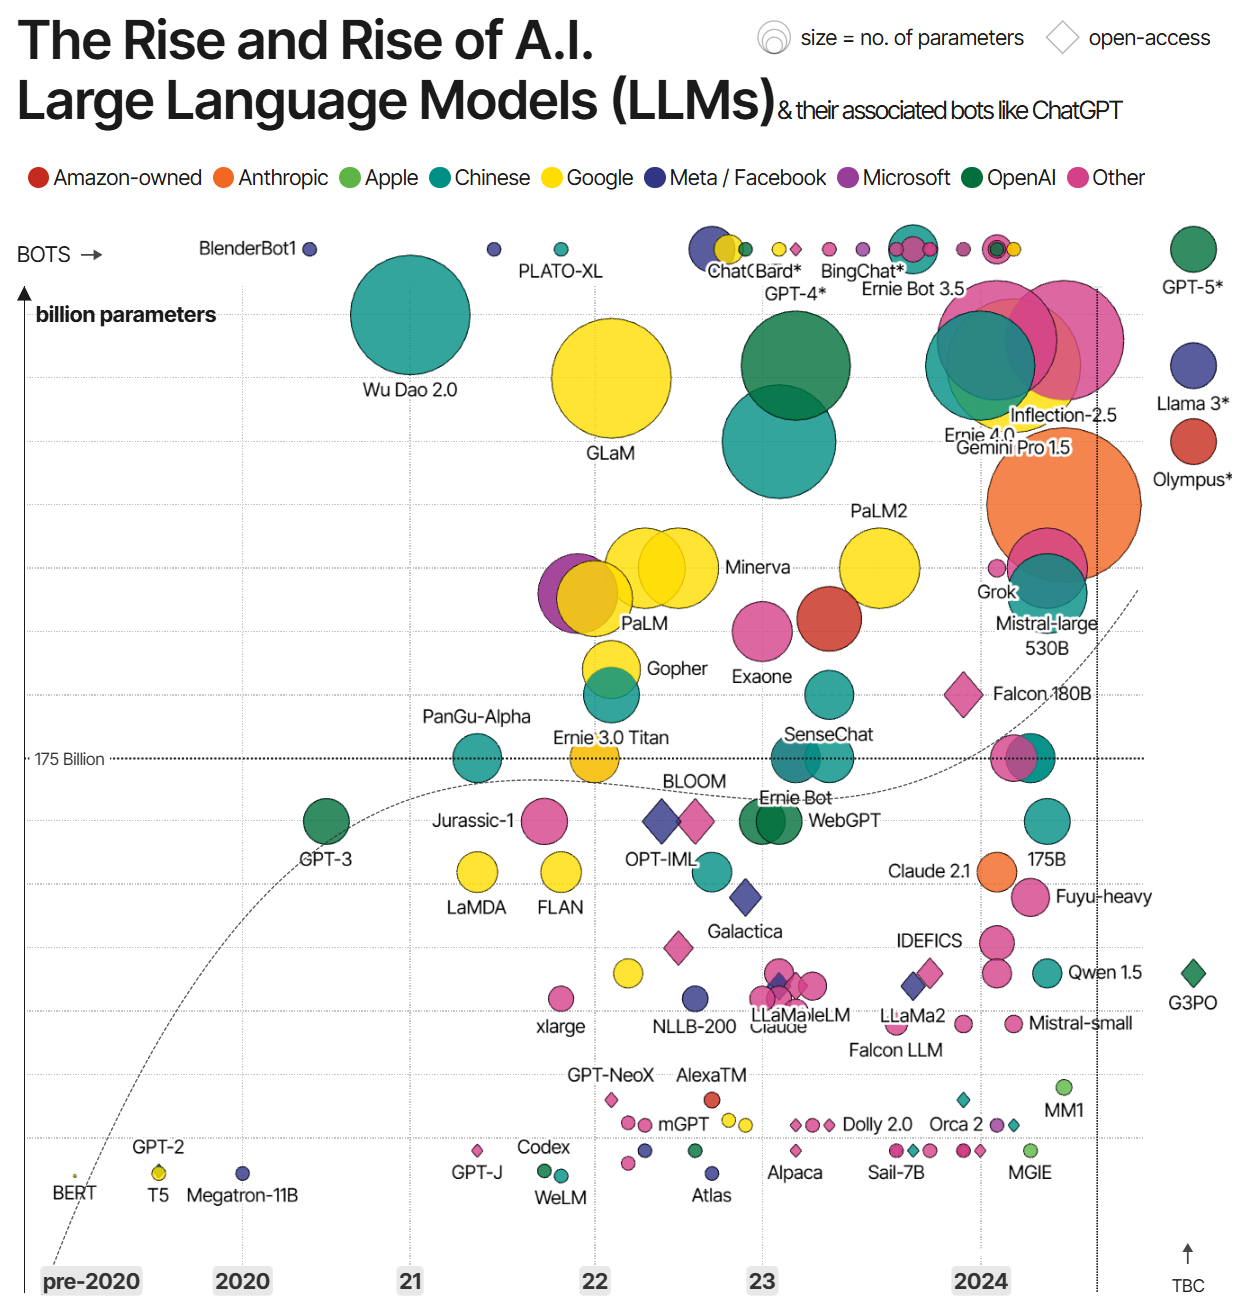 The Rise and Rise of A.I.
Large Language Models (LLMs) & their associated bots like ChatGPT
size = no. of parameters
open-access
Amazon-owned Anthropic Apple Chinese Google Meta / Facebook Microsoft OpenAI Other
BOTS →
BlenderBot1
PLATO-XL
Bard*
BingChat*
GPT-4*
Ernie Bot 3.5
GPT-5*
billion parameters
Wu Dao 2.0
Llama 3*
Inflection-2.5
Ernie 4.0
Gemini Pro 1.5
GLaM
Olympus*
PaLM2
Minerva
Grok
PaLM
Mistral-large
530B
Gopher
Exaone
Falcon 180B
PanGu-Alpha
Ernie 3.0 Titan
SenseChat
175 Billion
BLOOM
Ernie Bot
Jurassic-1
WebGPT
GPT-3
OPT-IML
175B
Claude 2.1
LaMDA
FLAN
Fuyu-heavy
Galactica
IDEFICS
Qwen 1.5
G3PO
xlarge
NLLB-200
Claude
LLaMa2
Mistral-small
Falcon LLM
GPT-NeoX
AlexaTM
MM1
mGPT
Dolly 2.0
Orca 2
GPT-2
Codex
GPT-J
Alpaca
Sail-7B
MGIE
BERT
T5
Megatron-11B
WeLM
Atlas
pre-2020 2020 21 22 23 2024
TBC